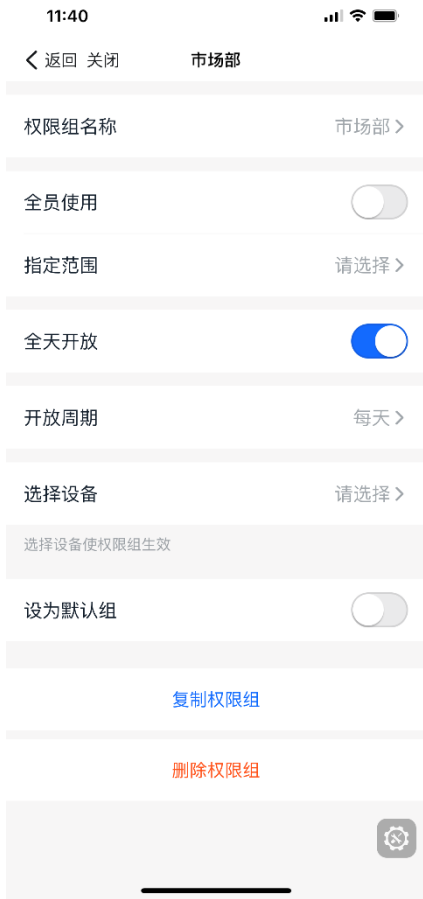 11:40
返回 关闭 市场部
权限组名称 市场部
全员使用
指定范围 请选择
全天开放
开放周期 每天
选择设备 请选择
选择设备使权限组生效
设为默认组
复制权限组
删除权限组